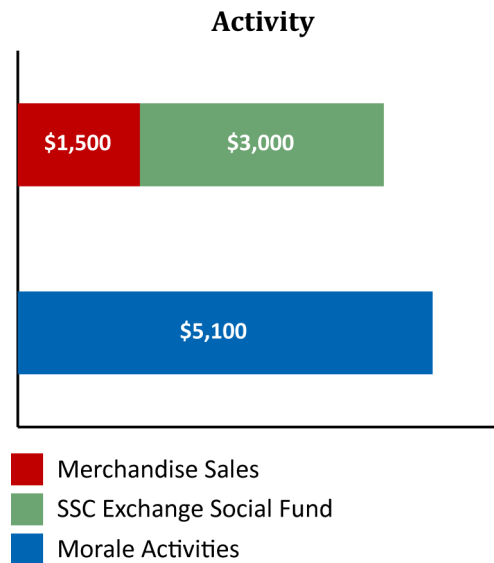 Activity
$1,500 $3,000
$5,100
Merchandise Sales
SSC Exchange Social Fund
Morale Activities